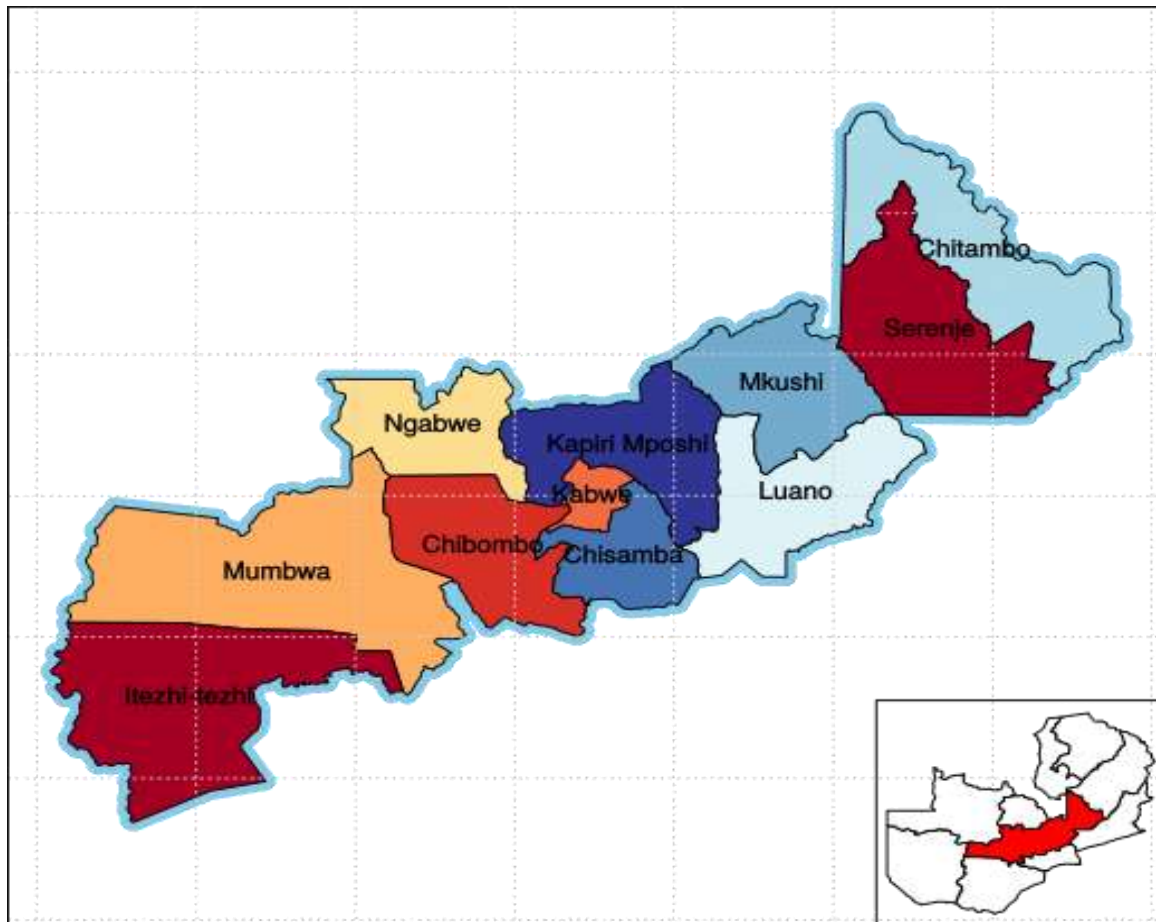 Chitambo
Serenje
Mkushi
Ngabwe
Kapiri Mposhi
Kabwe
Luano
Chibombo
Chisamba
Mumbwa
Itezhi-tezhi